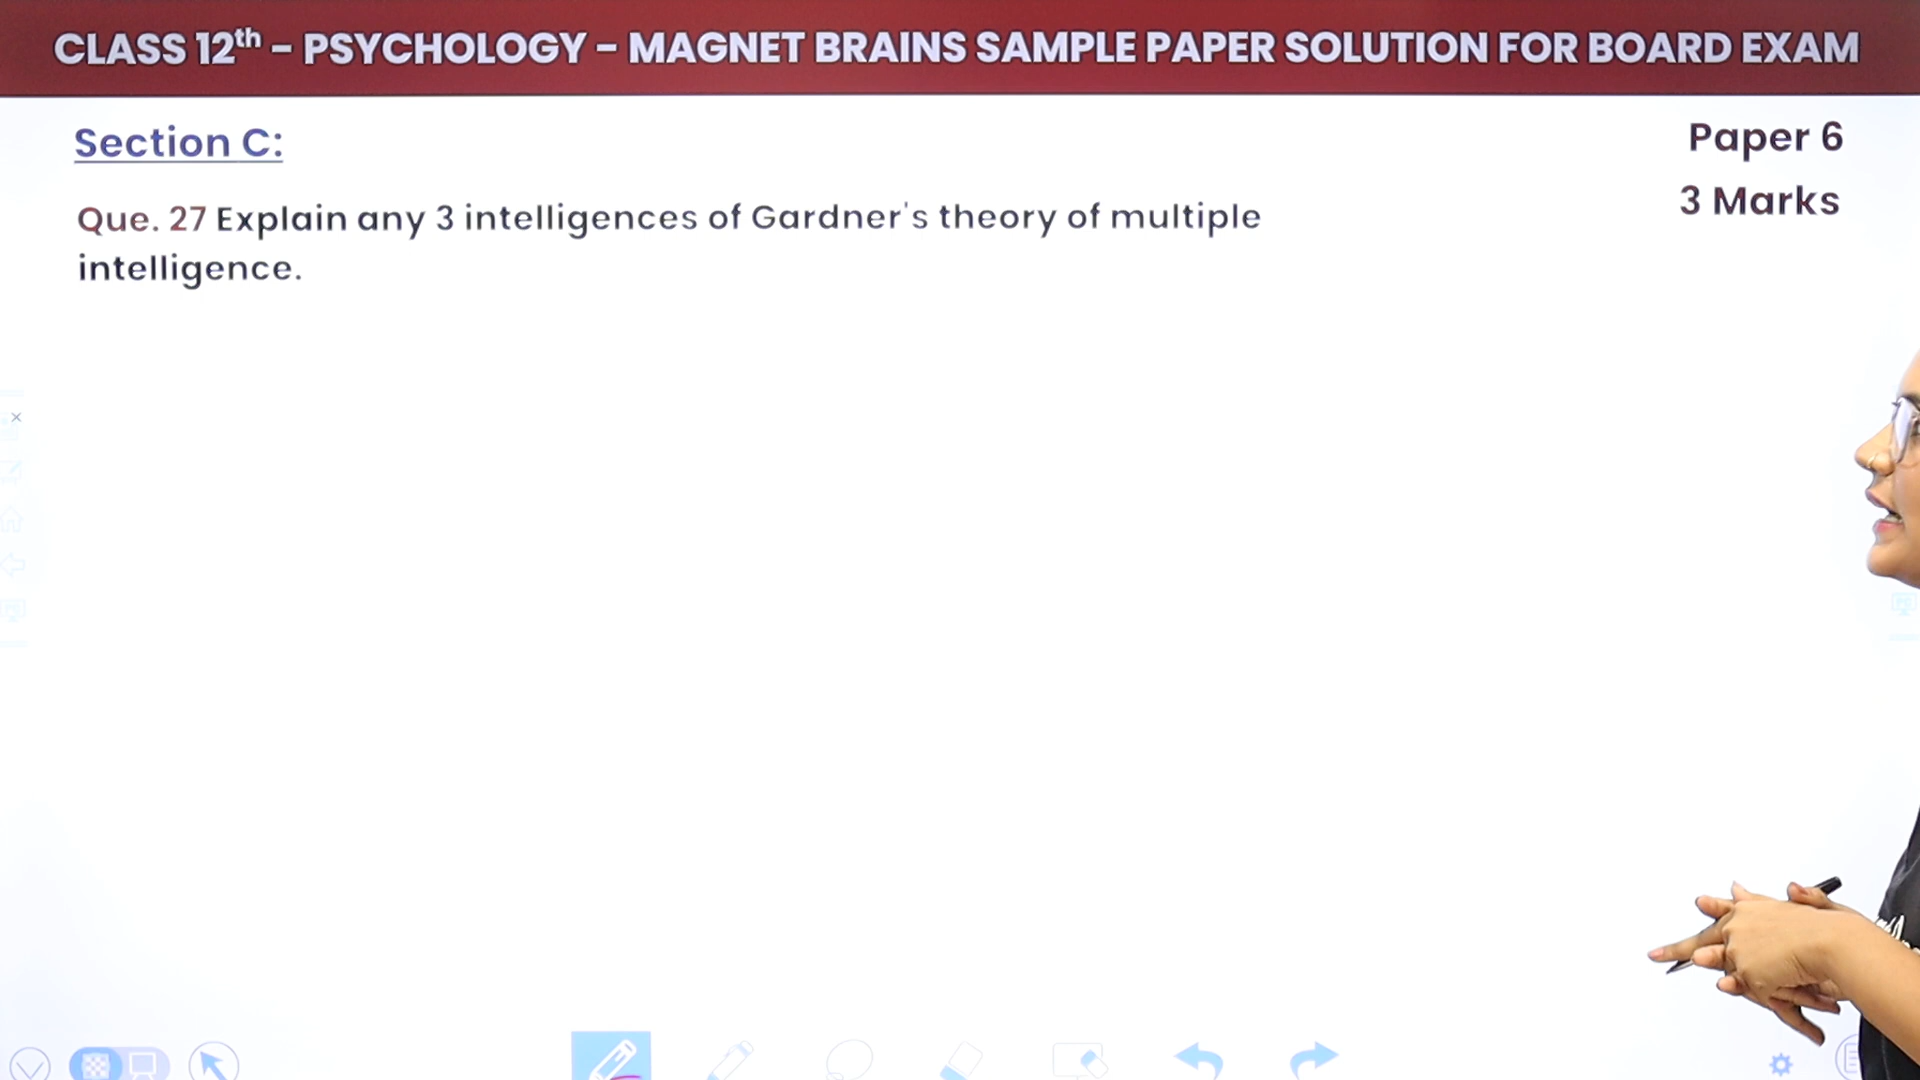 CLASS 12th – PSYCHOLOGY – MAGNET BRAINS SAMPLE PAPER SOLUTION FOR BOARD EXAM
Section C:
Paper 6
3 Marks
Que. 27 Explain any 3 intelligences of Gardner's theory of multiple
intelligence.